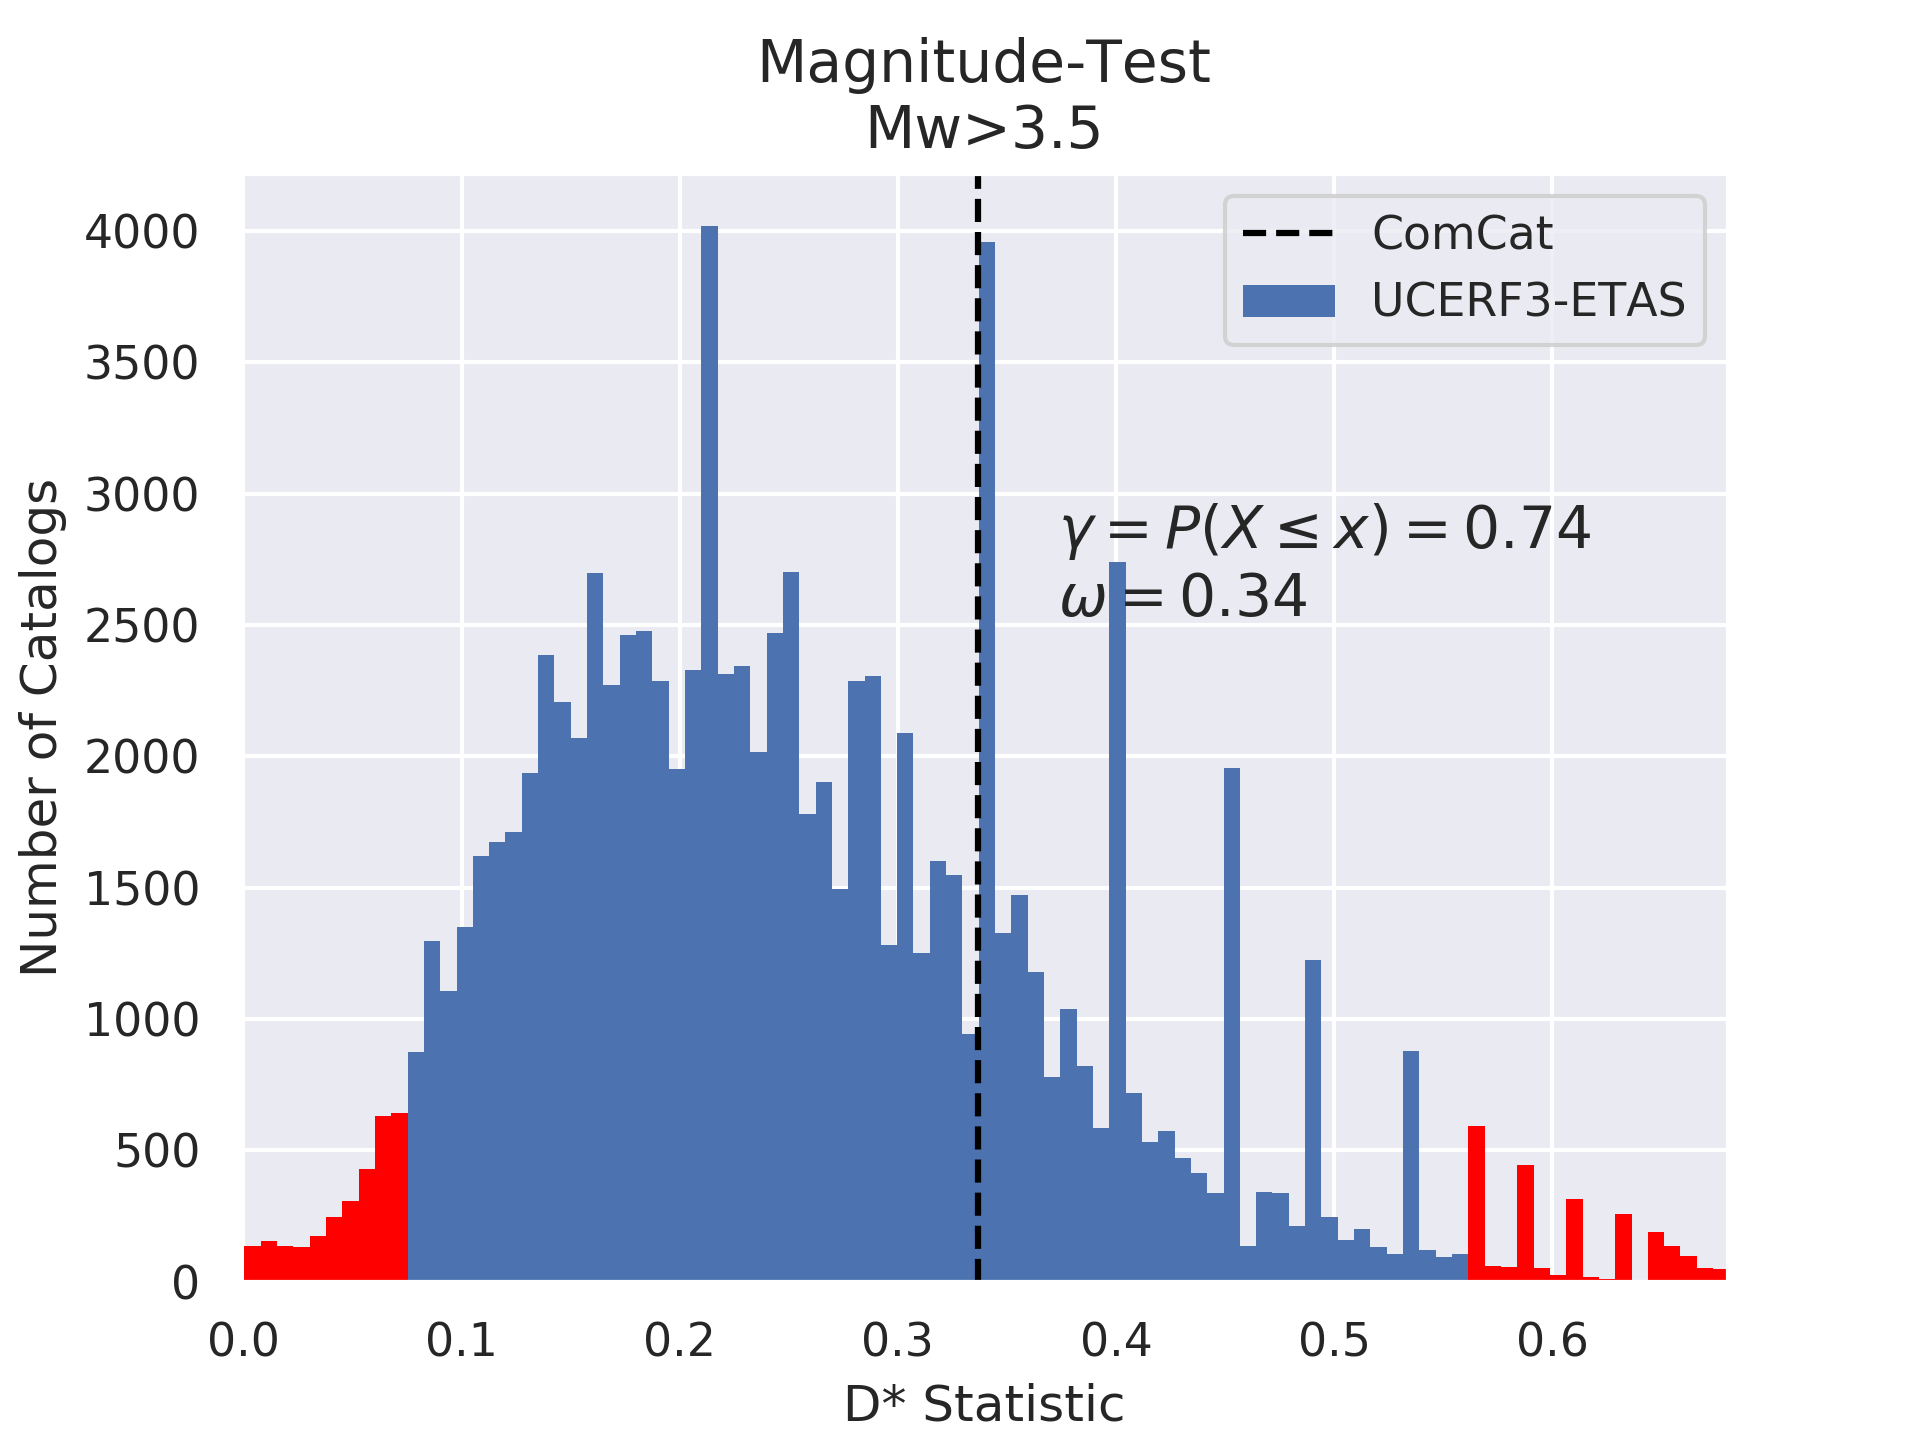 Magnitude-Test
Mw>3.5
ComCat
UCERF3-ETAS
γ = P(X ≤ x) = 0.74
ω = 0.34
Number of Catalogs
4000
3500
3000
2500
2000
1500
1000
500
0
0.0 0.1 0.2 0.3 0.4 0.5 0.6
D* Statistic